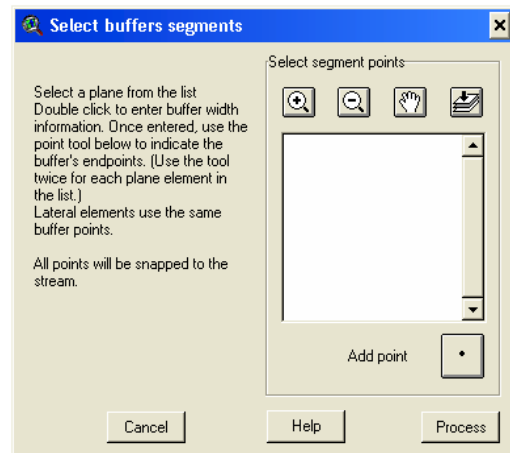 Select buffers segments
Select segment points
Select a plane from the list
Double click to enter buffer width
information. Once entered, use the
point tool below to indicate the
buffer's endpoints. (Use the tool
twice for each plane element in
the list.)
Lateral elements use the same
buffer points.
All points will be snapped to the
stream.
Add point
Cancel
Help
Process